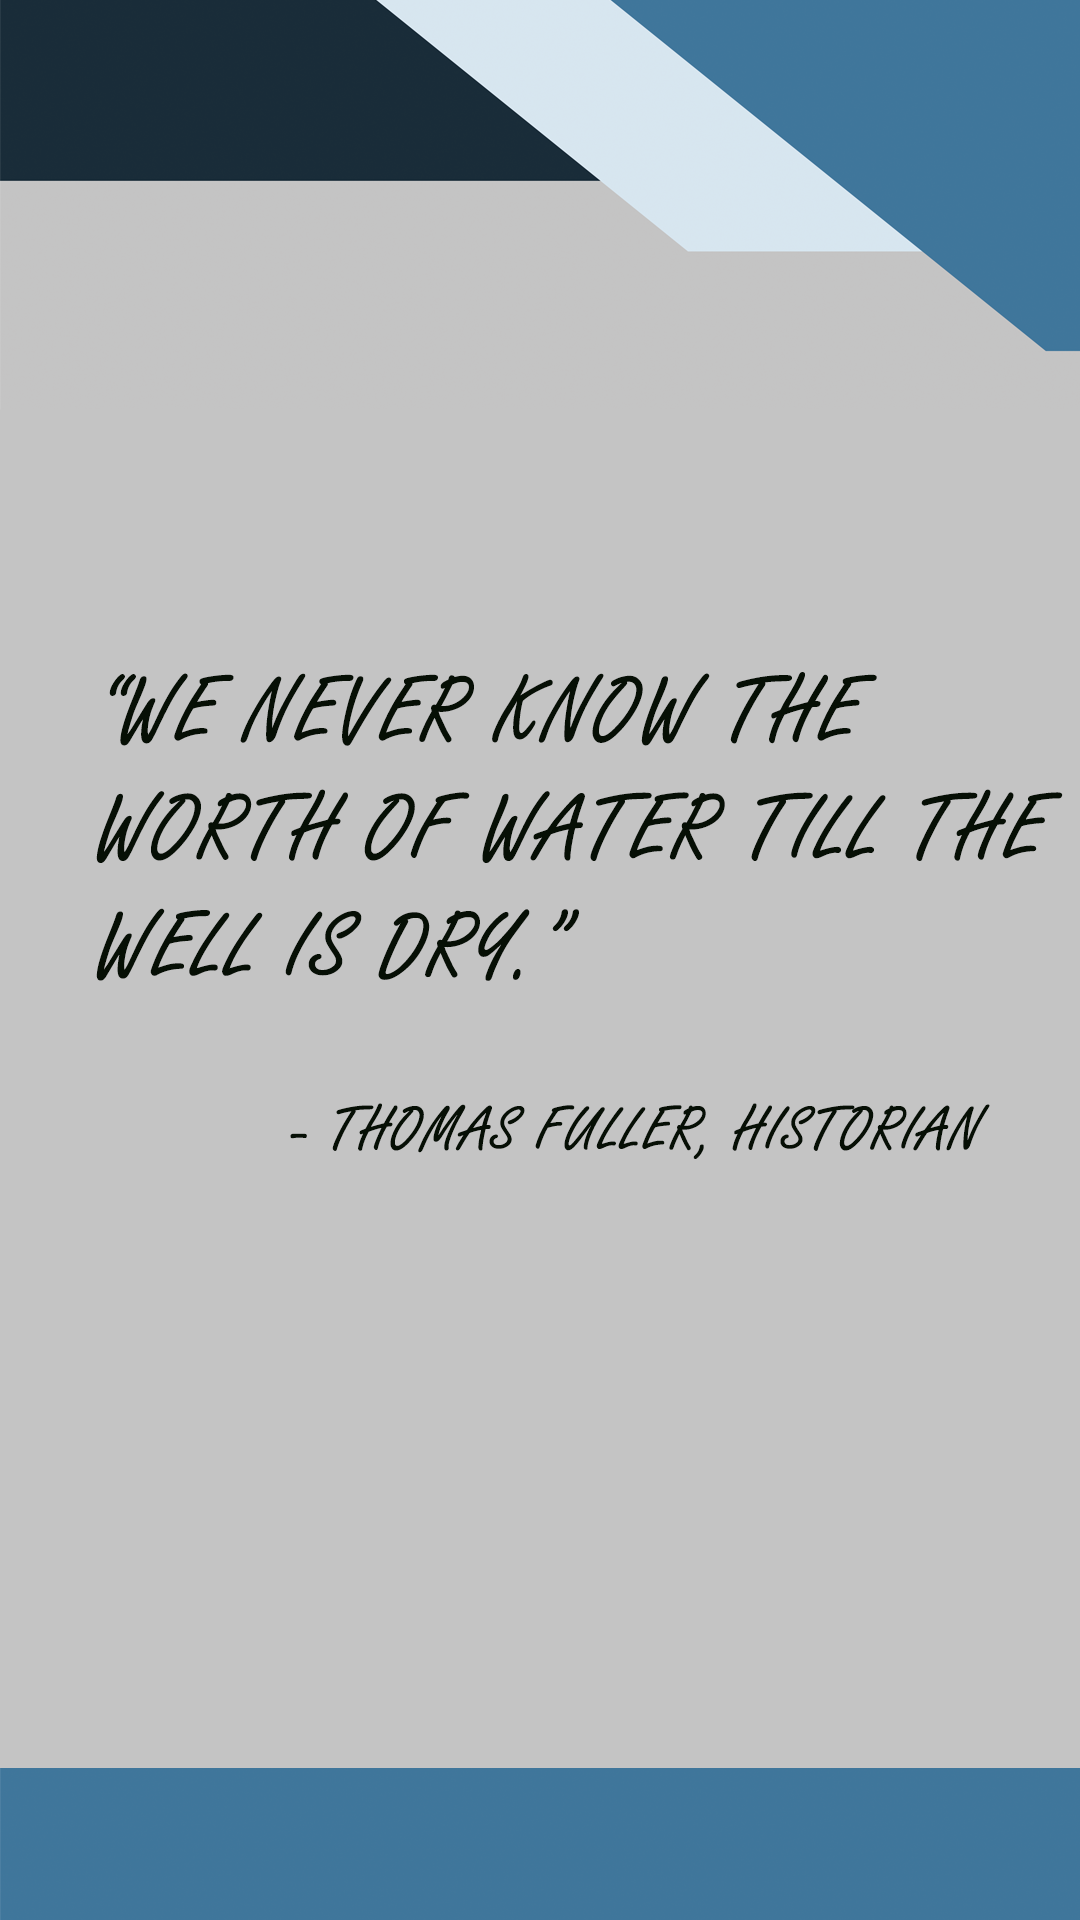 “WE NEVER KNOW THE
WORTH OF WATER TILL THE
WELL IS DRY.”
- THOMAS FULLER, HISTORIAN